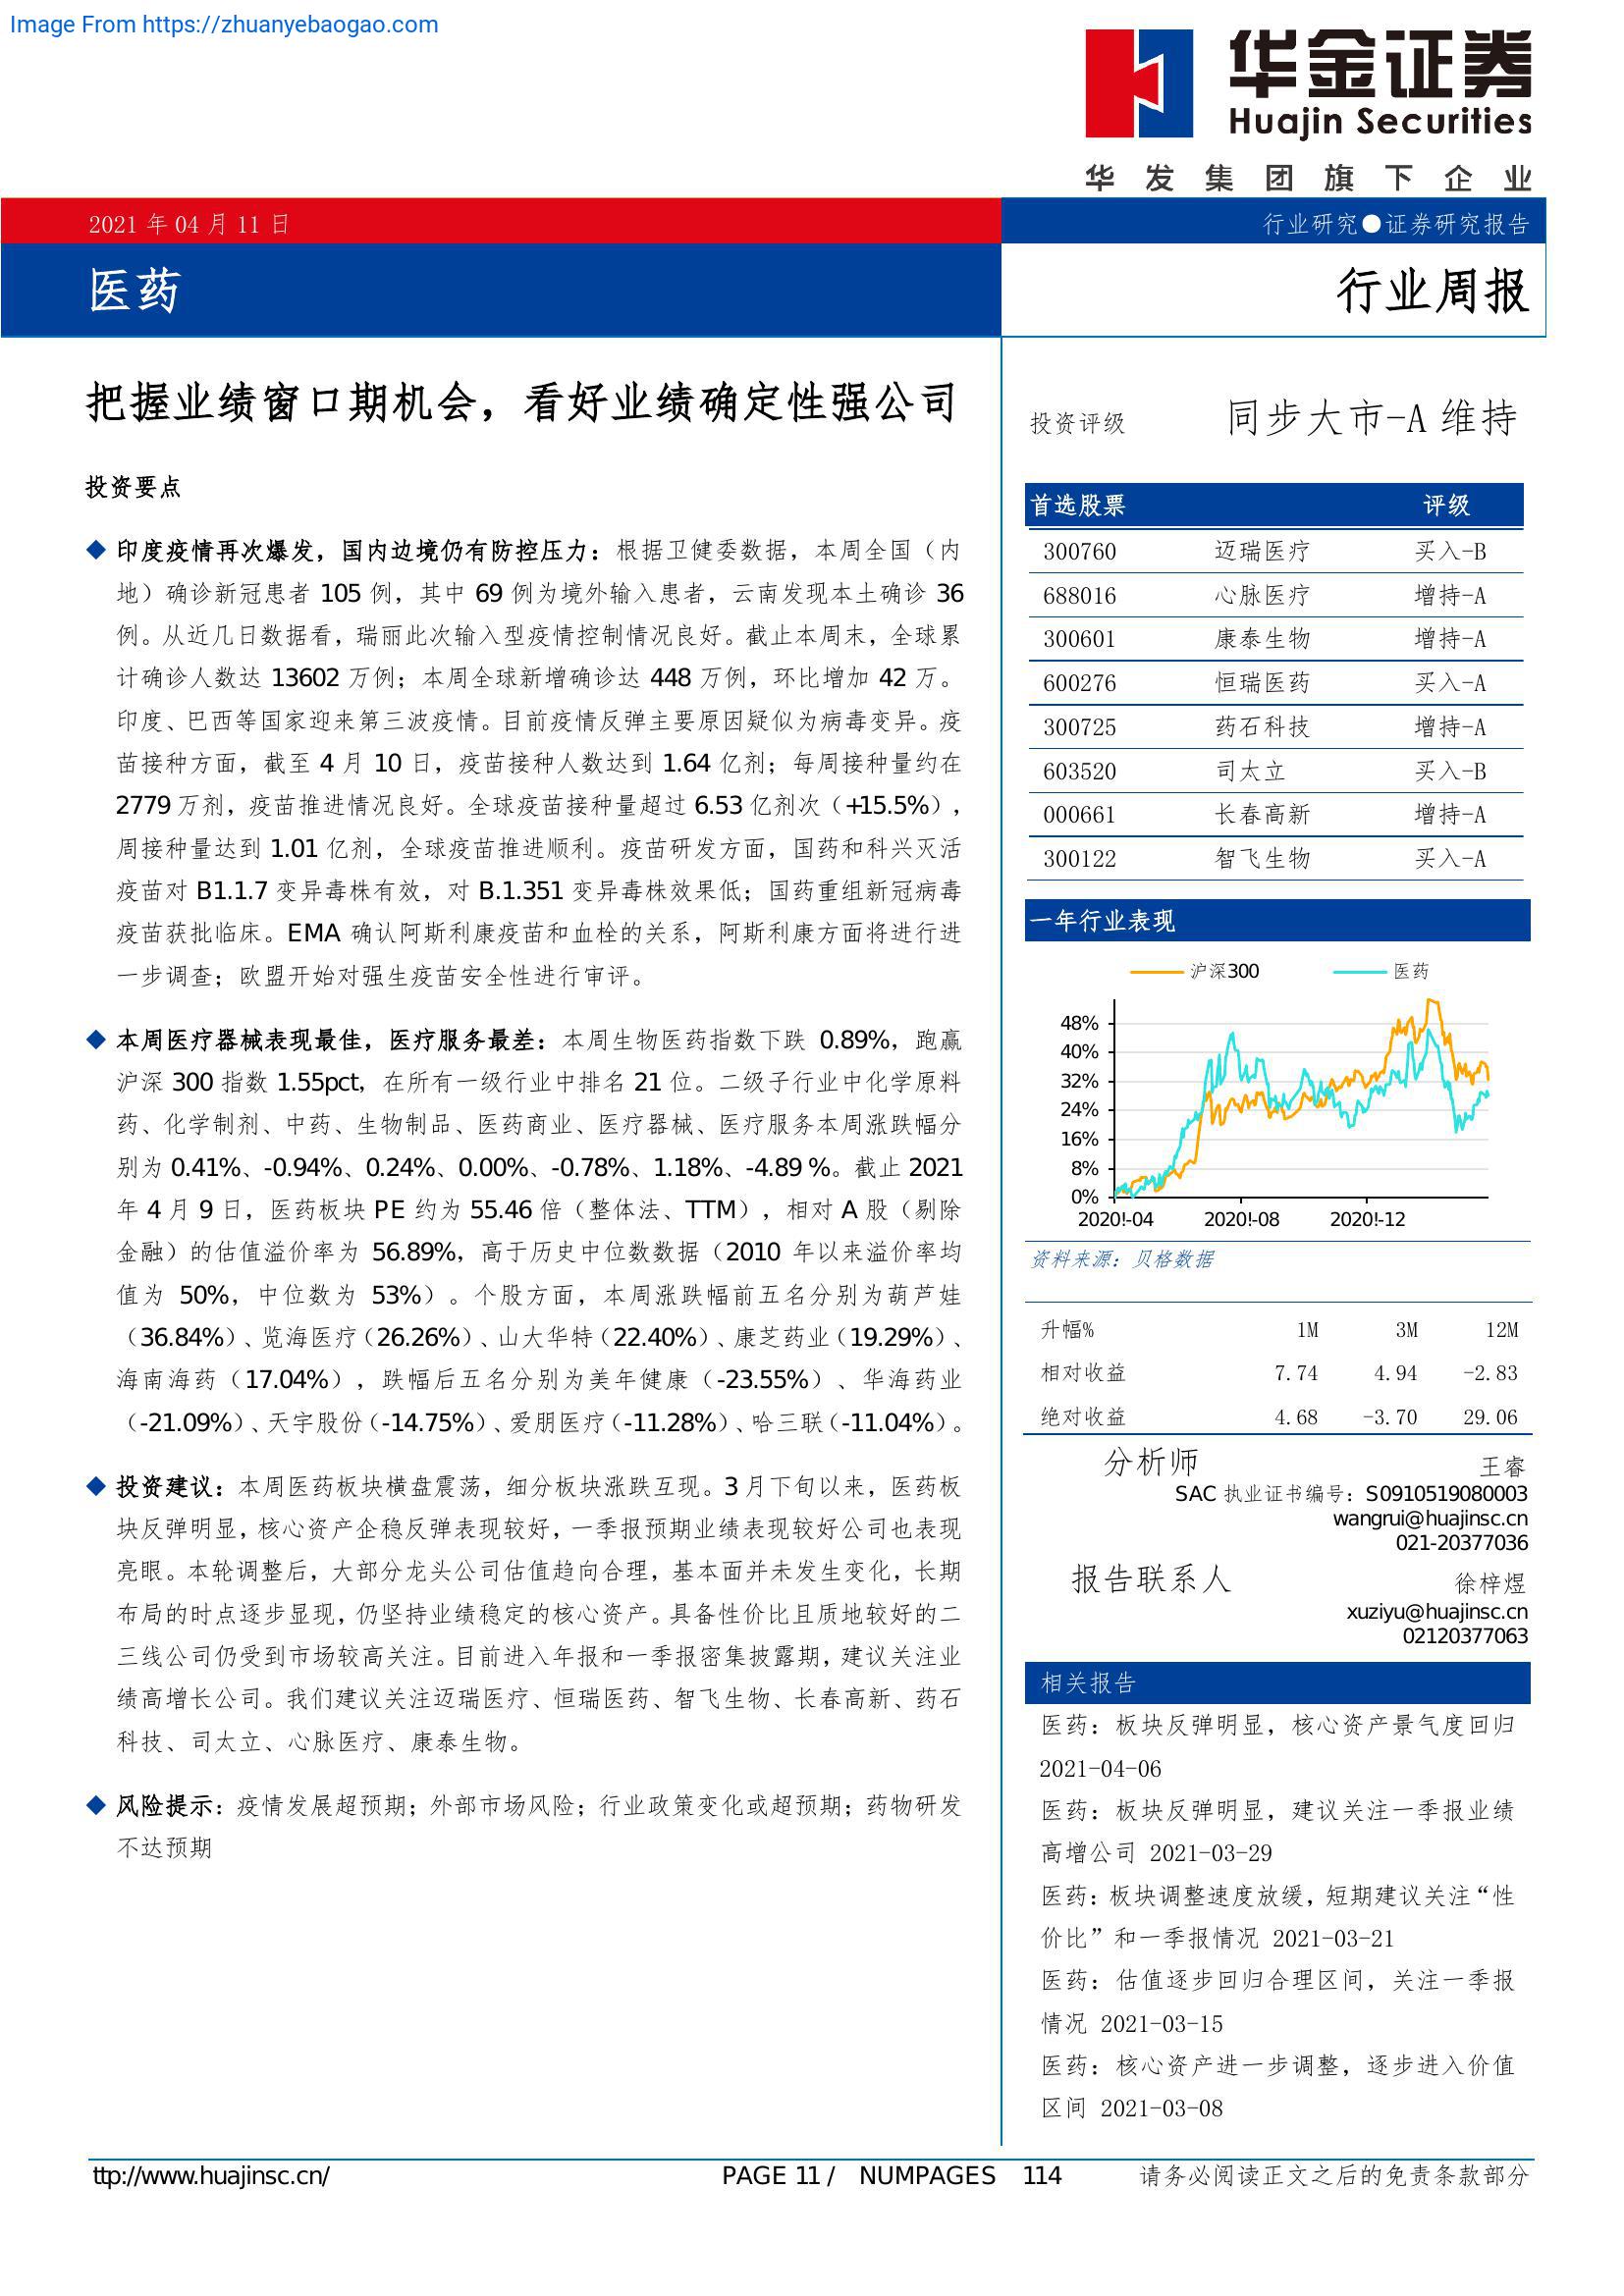 Image From https://zhuanyebaogao.com
华金证券
Huajin Securities
华发集团旗下企业
2021 年 04 月 11 日
行业研究●证券研究报告
医药
行业周报
把握业绩窗口期机会，看好业绩确定性强公司
投资要点
◆ 印度疫情再次爆发，国内边境仍有防控压力：根据卫健委数据，本周全国（内
地）确诊新冠患者 105 例，其中 69 例为境外输入患者，云南发现本土确诊 36
例。从近几日数据看，瑞丽此次输入型疫情控制情况良好。截止本周末，全球累
计确诊人数达 13602 万例；本周全球新增确诊达 448 万例，环比增加 42 万。
印度、巴西等国家迎来第三波疫情。目前疫情反弹主要原因疑似为病毒变异。疫
苗接种方面，截至 4 月 10 日，疫苗接种人数达到 1.64 亿剂；每周接种量约在
2779 万剂，疫苗推进情况良好。全球疫苗接种量超过 6.53 亿剂次（+15.5%），
周接种量达到 1.01 亿剂，全球疫苗推进顺利。疫苗研发方面，国药和科兴灭活
疫苗对 B1.1.7 变异毒株有效，对 B.1.351 变异毒株效果低；国药重组新冠病毒
疫苗获批临床。EMA 确认阿斯利康疫苗和血栓的关系，阿斯利康方面将进行进
一步调查；欧盟开始对强生疫苗安全性进行审评。
◆ 本周医疗器械表现最佳，医疗服务最差：本周生物医药指数下跌 0.89%，跑赢
沪深 300 指数 1.55pct，在所有一级行业中排名 21 位。二级子行业中化学原料
药、化学制剂、中药、生物制品、医药商业、医疗器械、医疗服务本周涨跌幅分
别为 0.41%、-0.94%、0.24%、0.00%、-0.78%、1.18%、-4.89 %。截止 2021
年 4 月 9 日，医药板块 PE 约为 55.46 倍（整体法、TTM），相对 A 股（剔除
金融）的估值溢价率为 56.89%，高于历史中位数数据（2010 年以来溢价率均
值为 50%，中位数为 53%）。个股方面，本周涨跌幅前五名分别为葫芦娃
（36.84%）、览海医疗（26.26%）、山大华特（22.40%）、康芝药业（19.29%）、
海南海药（17.04%），跌幅后五名分别为美年健康（-23.55%）、华海药业
（-21.09%）、天宇股份（-14.75%）、爱朋医疗（-11.28%）、哈三联（-11.04%）。
◆ 投资建议：本周医药板块横盘震荡，细分板块涨跌互现。3 月下旬以来，医药板
块反弹明显，核心资产企稳反弹表现较好，一季报预期业绩表现较好公司也表现
亮眼。本轮调整后，大部分龙头公司估值趋向合理，基本面并未发生变化，长期
布局的时点逐步显现，仍坚持业绩稳定的核心资产。具备性价比且质地较好的二
三线公司仍受到市场较高关注。目前进入年报和一季报密集披露期，建议关注业
绩高增长公司。我们建议关注迈瑞医疗、恒瑞医药、智飞生物、长春高新、药石
科技、司太立、心脉医疗、康泰生物。
◆ 风险提示：疫情发展超预期；外部市场风险；行业政策变化或超预期；药物研发
不达预期
投资评级 同步大市-A 维持
首选股票 评级
300760 迈瑞医疗 买入-B
688016 心脉医疗 增持-A
300601 康泰生物 增持-A
600276 恒瑞医药 买入-A
300725 药石科技 增持-A
603520 司太立 买入-B
000661 长春高新 增持-A
300122 智飞生物 买入-A
一年行业表现
沪深300 医药
48%
40%
32%
24%
16%
8%
0%
2020!-04 2020!-08 2020!-12
资料来源：贝格数据
升幅% 1M 3M 12M
相对收益 7.74 4.94 -2.83
绝对收益 4.68 -3.70 29.06
分析师 王睿
SAC 执业证书编号：S0910519080003
wangrui@huajinsc.cn
021-20377036
报告联系人 徐梓煜
xuziyu@huajinsc.cn
02120377063
相关报告
医药：板块反弹明显，核心资产景气度回归
2021-04-06
医药：板块反弹明显，建议关注一季报业绩
高增公司 2021-03-29
医药：板块调整速度放缓，短期建议关注“性
价比”和一季报情况 2021-03-21
医药：估值逐步回归合理区间，关注一季报
情况 2021-03-15
医药：核心资产进一步调整，逐步进入价值
区间 2021-03-08
ttp://www.huajinsc.cn/ PAGE 11 / NUMPAGES 114 请务必阅读正文之后的免责条款部分